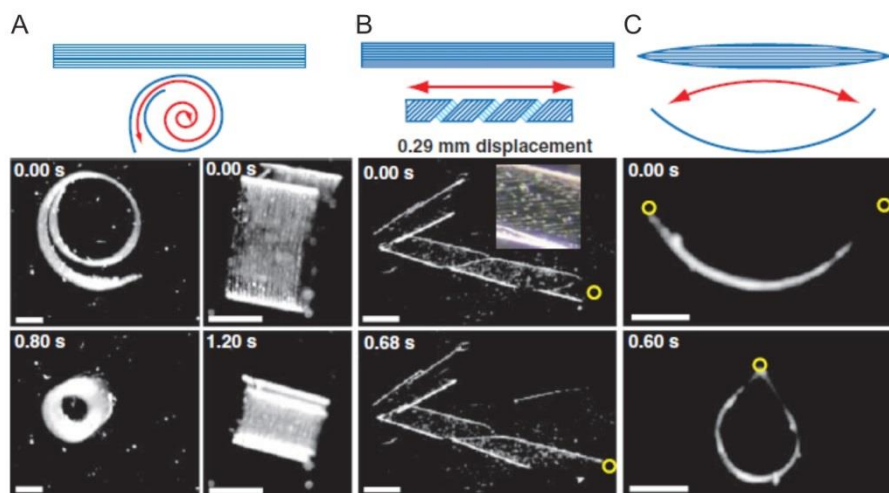 A
B
C
0.29 mm displacement
0.00 s
0.00 s
0.00 s
0.00 s
0.80 s
1.20 s
0.68 s
0.60 s